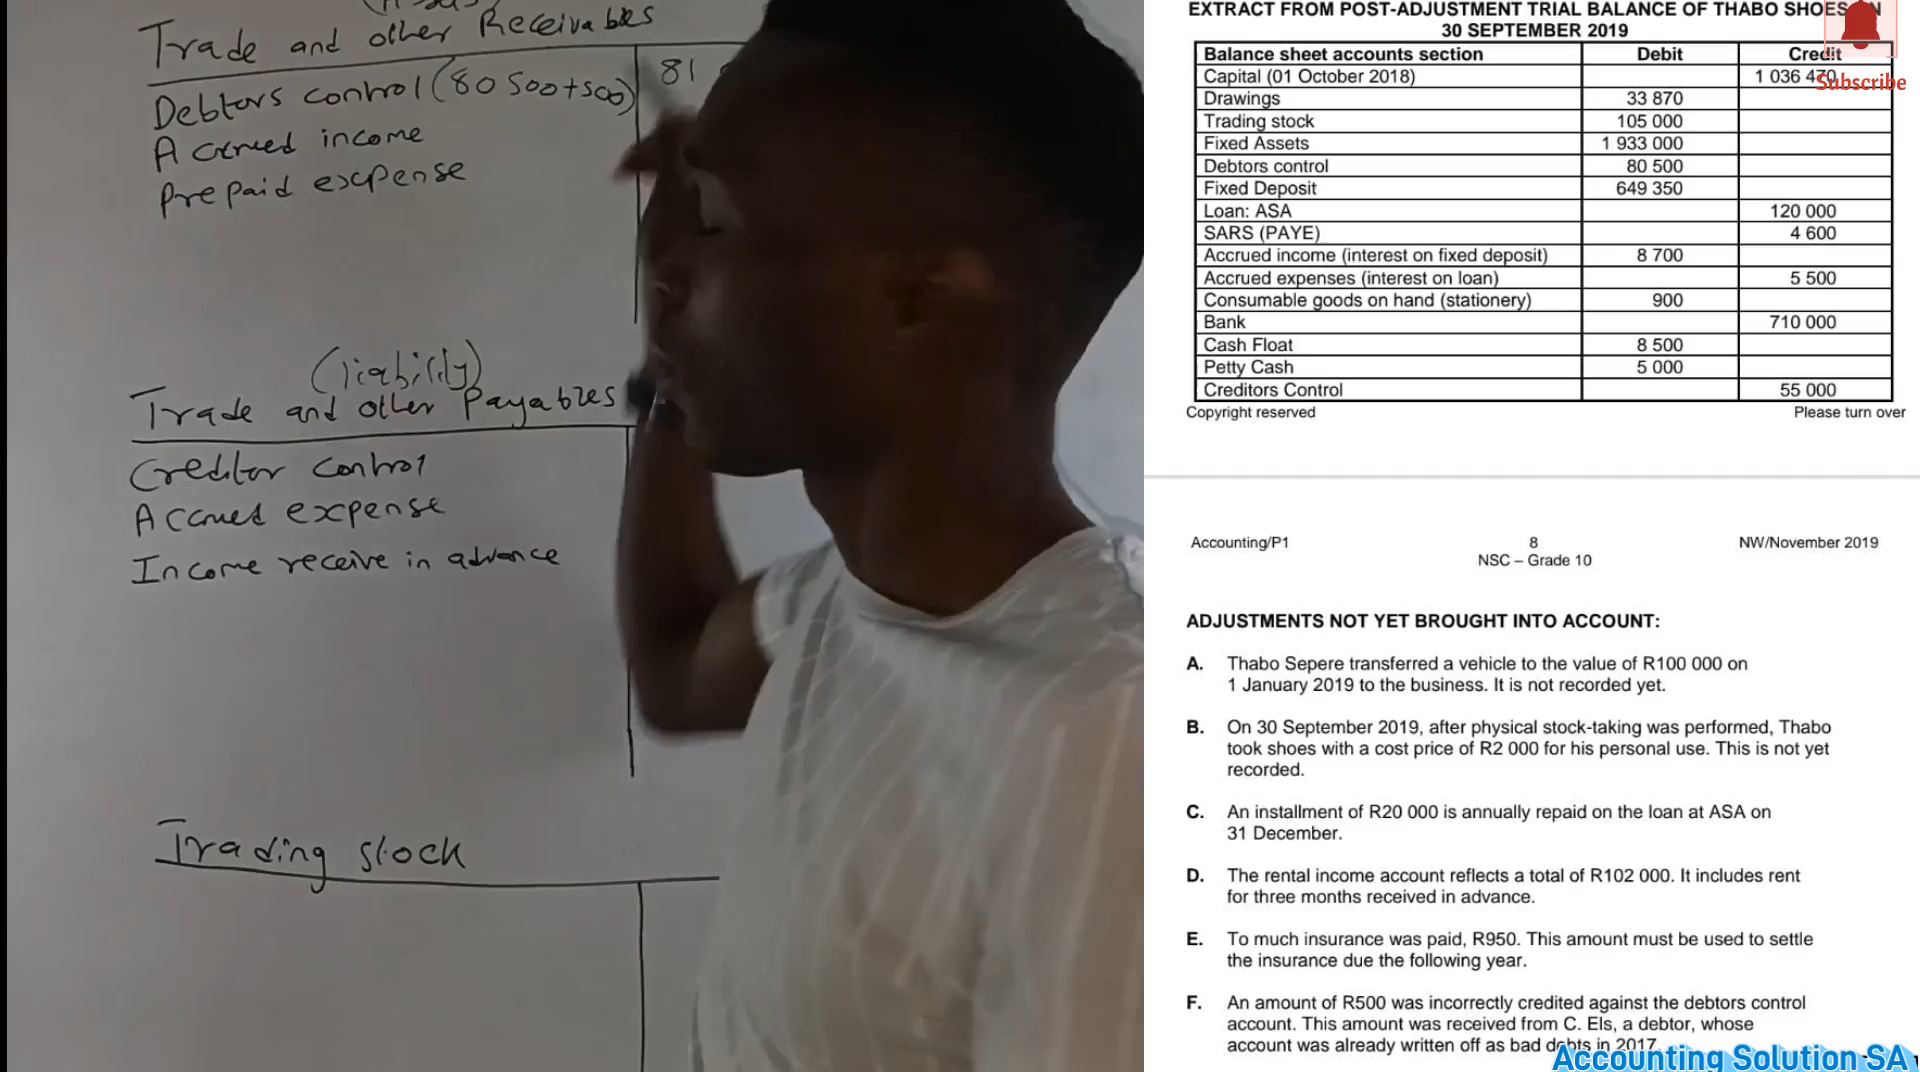 Trade and other Receivables
Debtors control (80 500+500) 81
Accrued income
Prepaid expense
(liability)
Trade and other Payables
Creditor control
Accrued expense
Income receive in advance
Trading stock
EXTRACT FROM POST-ADJUSTMENT TRIAL BALANCE OF THABO SHOES
30 SEPTEMBER 2019
Balance sheet accounts section Debit Credit
Capital (01 October 2018) 1 036 470
Subscribe
Drawings 33 870
Trading stock 105 000
Fixed Assets 1 933 000
Debtors control 80 500
Fixed Deposit 649 350
Loan: ASA 120 000
SARS (PAYE) 4 600
Accrued income (interest on fixed deposit) 8 700
Accrued expenses (interest on loan) 5 500
Consumable goods on hand (stationery) 900
Bank 710 000
Cash Float 8 500
Petty Cash 5 000
Creditors Control 55 000
Copyright reserved Please turn over
Accounting/P1 8 NW/November 2019
NSC – Grade 10
ADJUSTMENTS NOT YET BROUGHT INTO ACCOUNT:
A. Thabo Sepere transferred a vehicle to the value of R100 000 on
1 January 2019 to the business. It is not recorded yet.
B. On 30 September 2019, after physical stock-taking was performed, Thabo
took shoes with a cost price of R2 000 for his personal use. This is not yet
recorded.
C. An installment of R20 000 is annually repaid on the loan at ASA on
31 December.
D. The rental income account reflects a total of R102 000. It includes rent
for three months received in advance.
E. To much insurance was paid, R950. This amount must be used to settle
the insurance due the following year.
F. An amount of R500 was incorrectly credited against the debtors control
account. This amount was received from C. Els, a debtor, whose
account was already written off as bad debts in 2017.
Accounting Solution SA